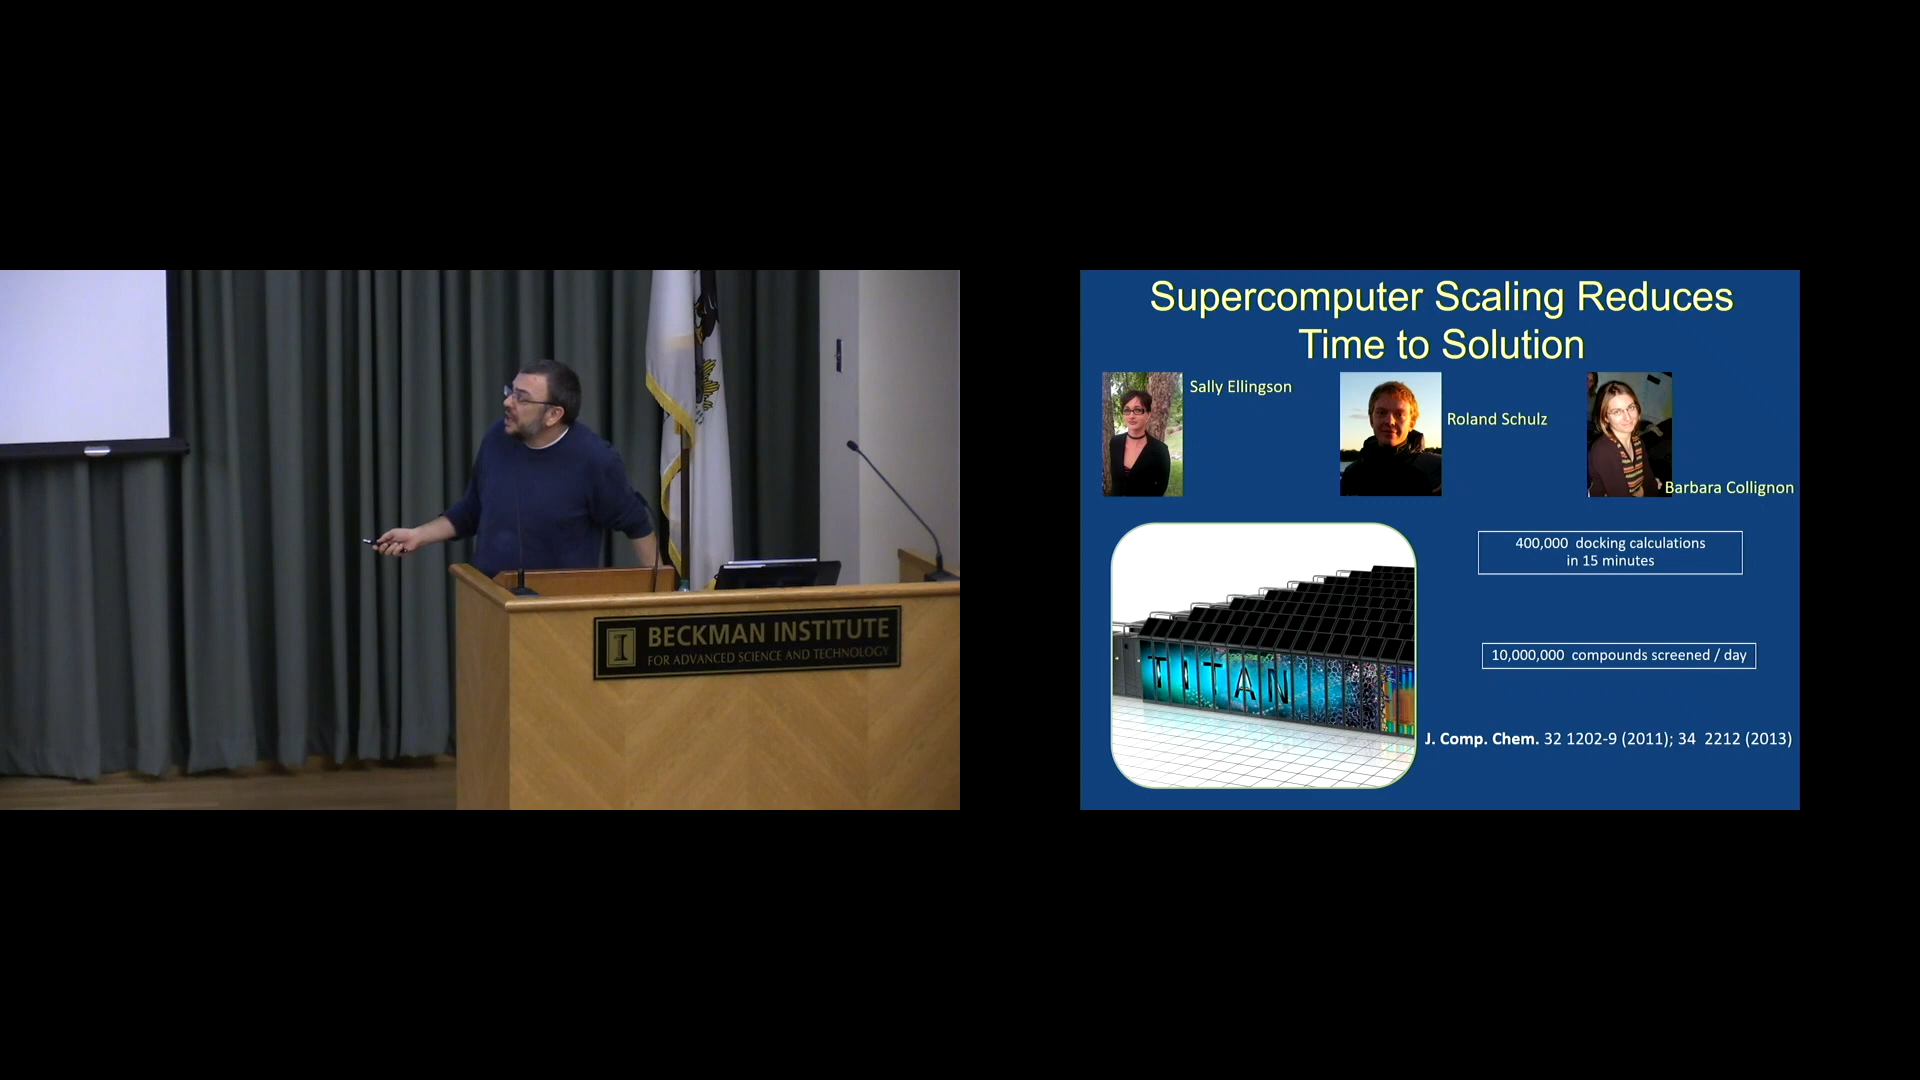 BECKMAN INSTITUTE
FOR ADVANCED SCIENCE AND TECHNOLOGY
Supercomputer Scaling Reduces
Time to Solution
Sally Ellingson
Roland Schulz
Barbara Collignon
400,000 docking calculations
in 15 minutes
TITAN
10,000,000 compounds screened / day
J. Comp. Chem. 32 1202-9 (2011); 34 2212 (2013)